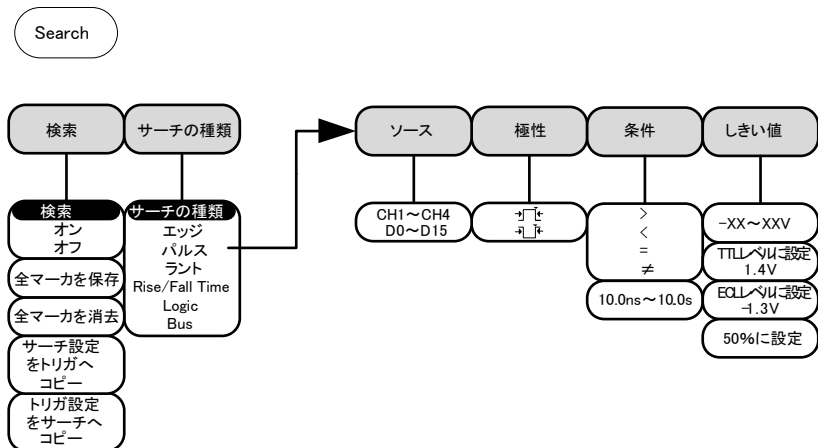 Search
検索
サーチの種類
ソース
極性
条件
しきい値
検索
オン
オフ
全マーカを保存
全マーカを消去
サーチ設定
をトリガへ
コピー
トリガ設定
をサーチへ
コピー
サーチの種類
エッジ
パルス
ラント
Rise/Fall Time
Logic
Bus
CH1～CH4
D0～D15
>
<
=
≠
10.0ns～10.0s
-XX～XXV
TTLレベルに設定
1.4V
ECLレベルに設定
-1.3V
50%に設定